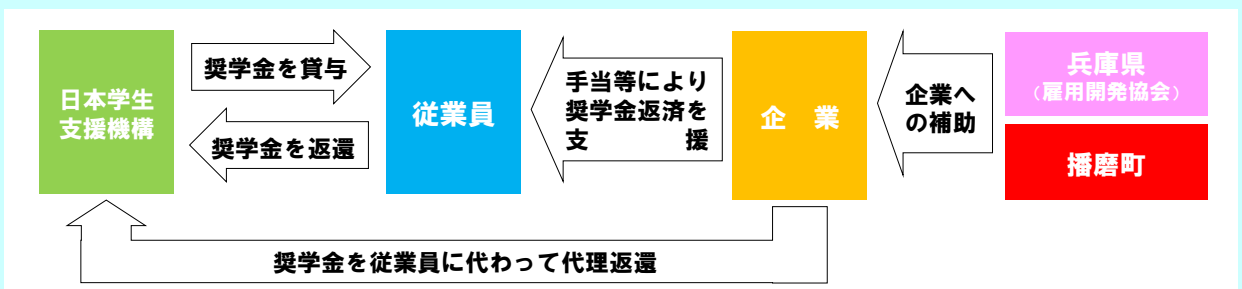 日本学生
支援機構
奨学金を貸与
奨学金を返還
従業員
手当等により
奨学金返済を
支援
企業
企業へ
の補助
兵庫県
（雇用開発協会）
播磨町
奨学金を従業員に代わって代理返還